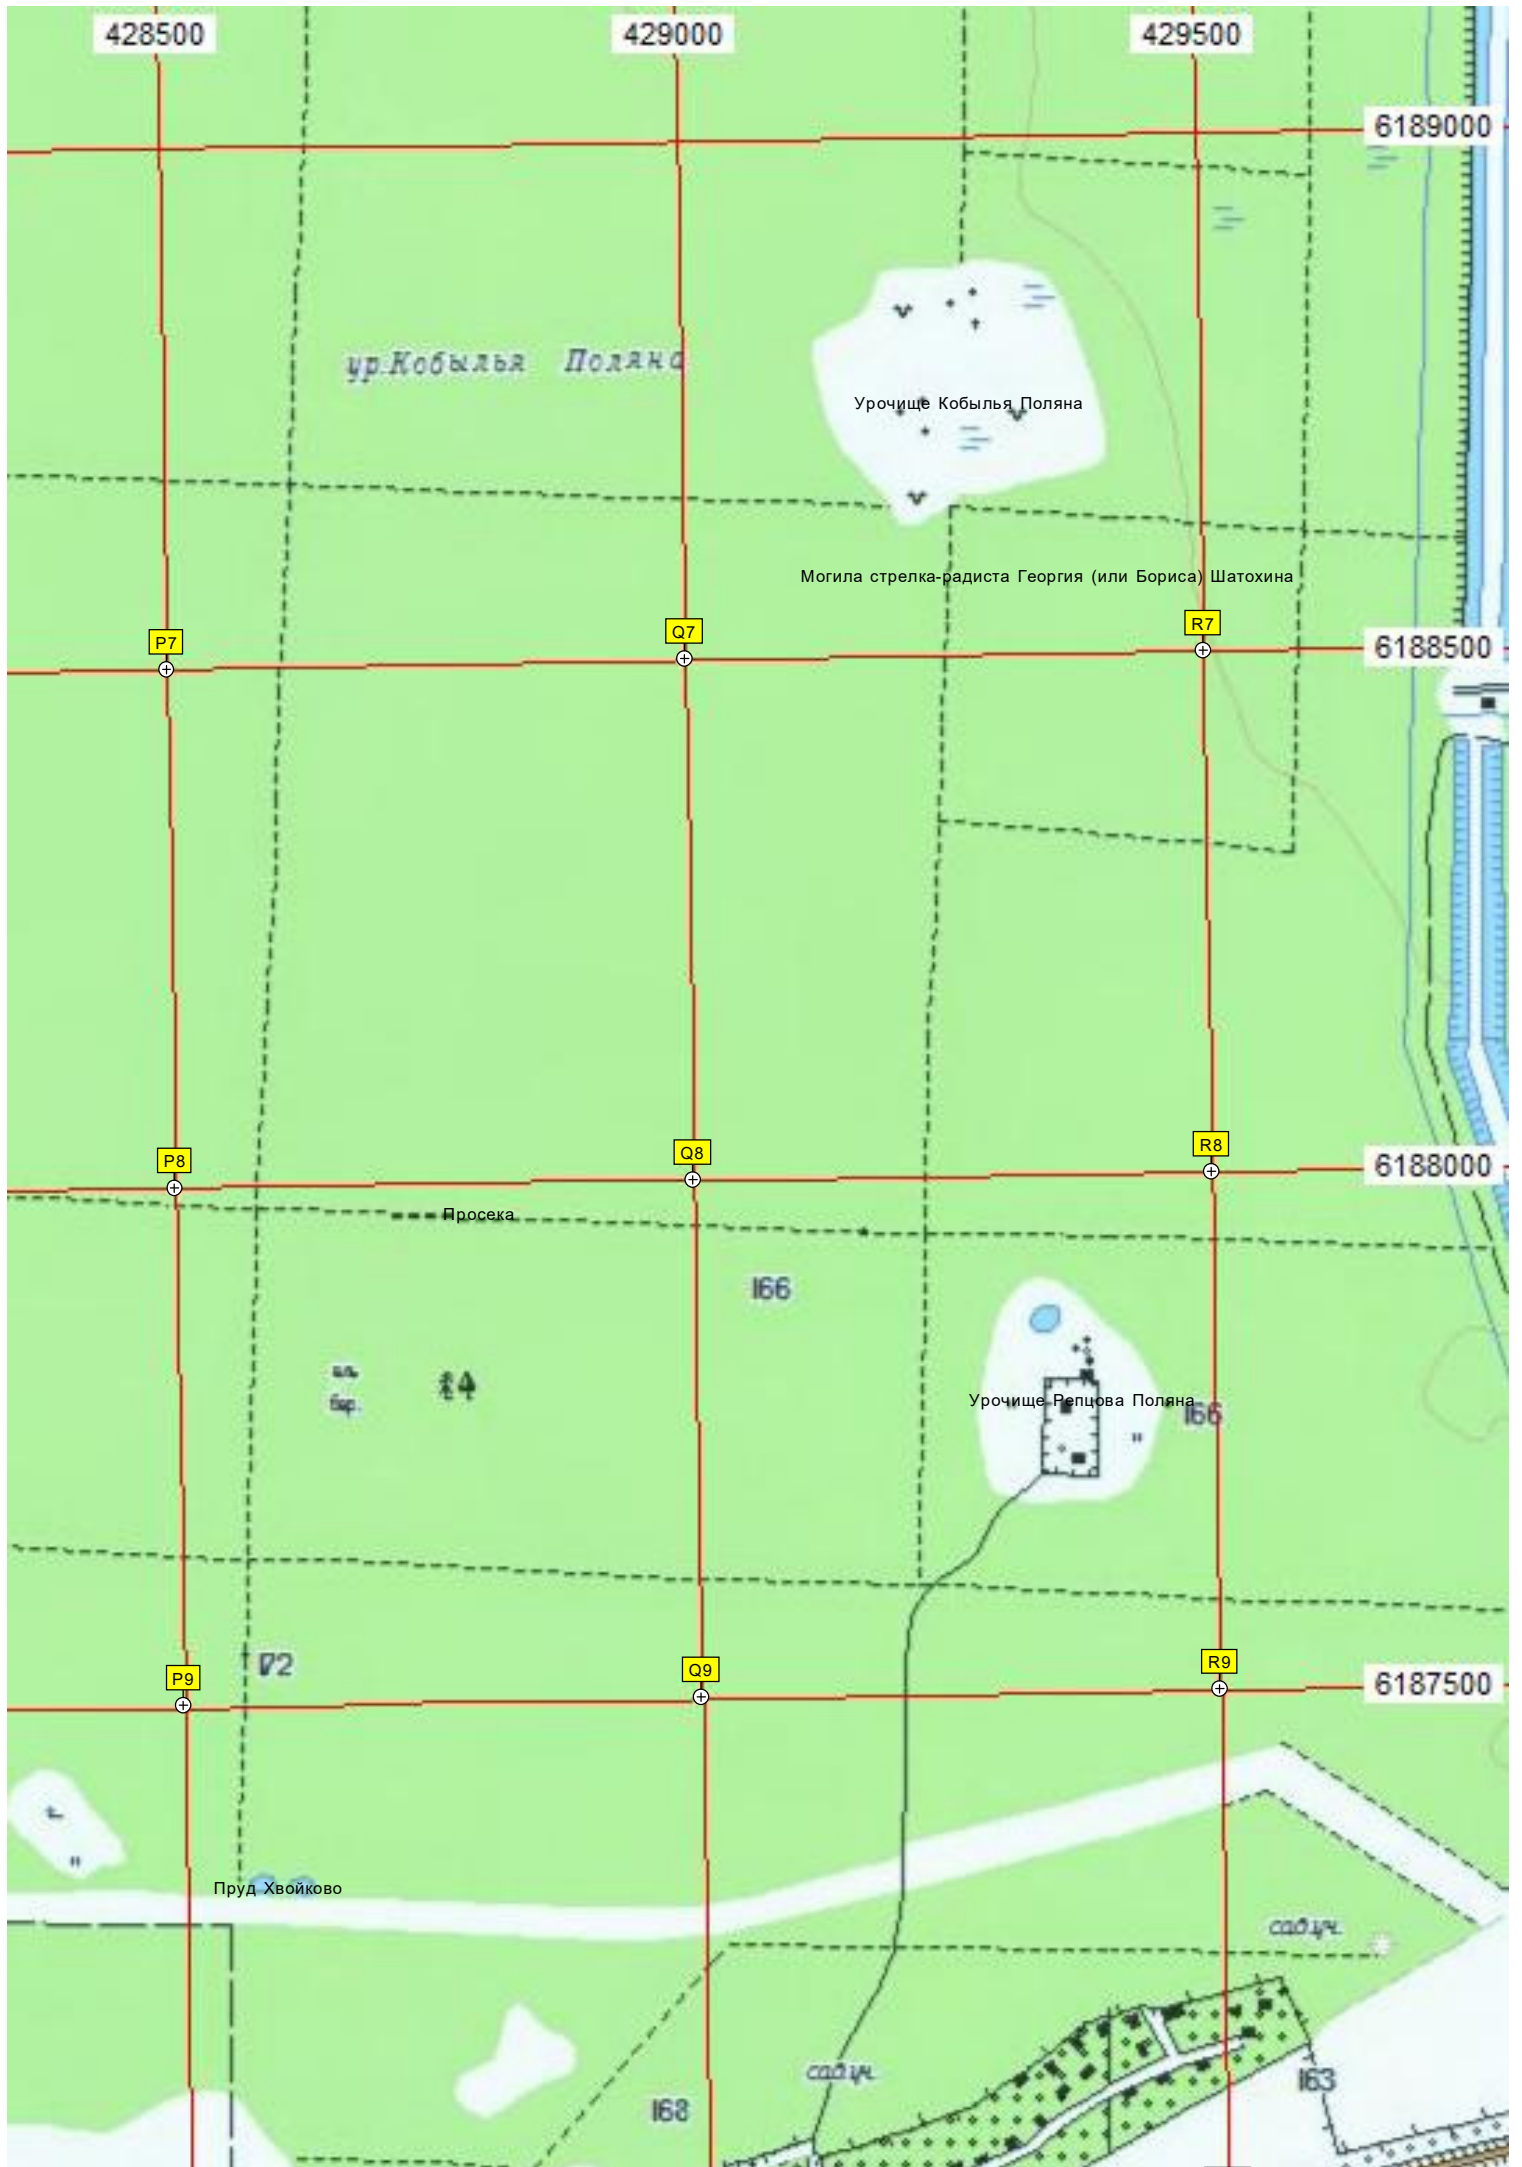 428500 429000 429500
6189000
ур.Кобылья Поляна
Урочище Кобылья Поляна
Могила стрелка-радиста Георгия (или Бориса) Шатохина
P7 Q7 R7
6188500
P8 Q8 R8
6188000
Просека
166
бер.
4
Урочище Репцова Поляна
166
172
P9 Q9 R9
6187500
Пруд Хвойково
сад.уч.
сад.уч.
163
168